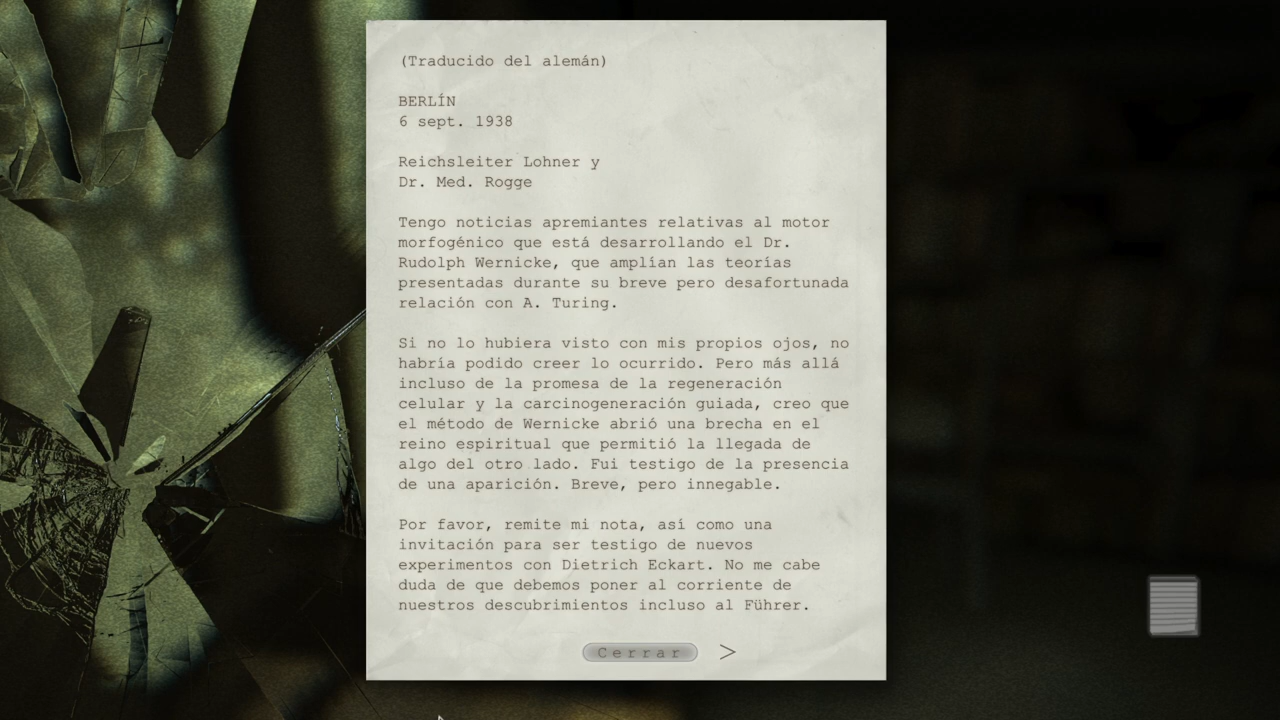 (Traducido del alemán)
BERLÍN
6 sept. 1938
Reichsleiter Lohner y
Dr. Med. Rogge
Tengo noticias apremiantes relativas al motor
morfogénico que está desarrollando el Dr.
Rudolph Wernicke, que amplían las teorías
presentadas durante su breve pero desafortunada
relación con A. Turing.
Si no lo hubiera visto con mis propios ojos, no
habría podido creer lo ocurrido. Pero más allá
incluso de la promesa de la regeneración
celular y la carcinogeneración guiada, creo que
el método de Wernicke abrió una brecha en el
reino espiritual que permitió la llegada de
algo del otro lado. Fui testigo de la presencia
de una aparición. Breve, pero innegable.
Por favor, remite mi nota, así como una
invitación para ser testigo de nuevos
experimentos con Dietrich Eckart. No me cabe
duda de que debemos poner al corriente de
nuestros descubrimientos incluso al Führer.
Cerrar >